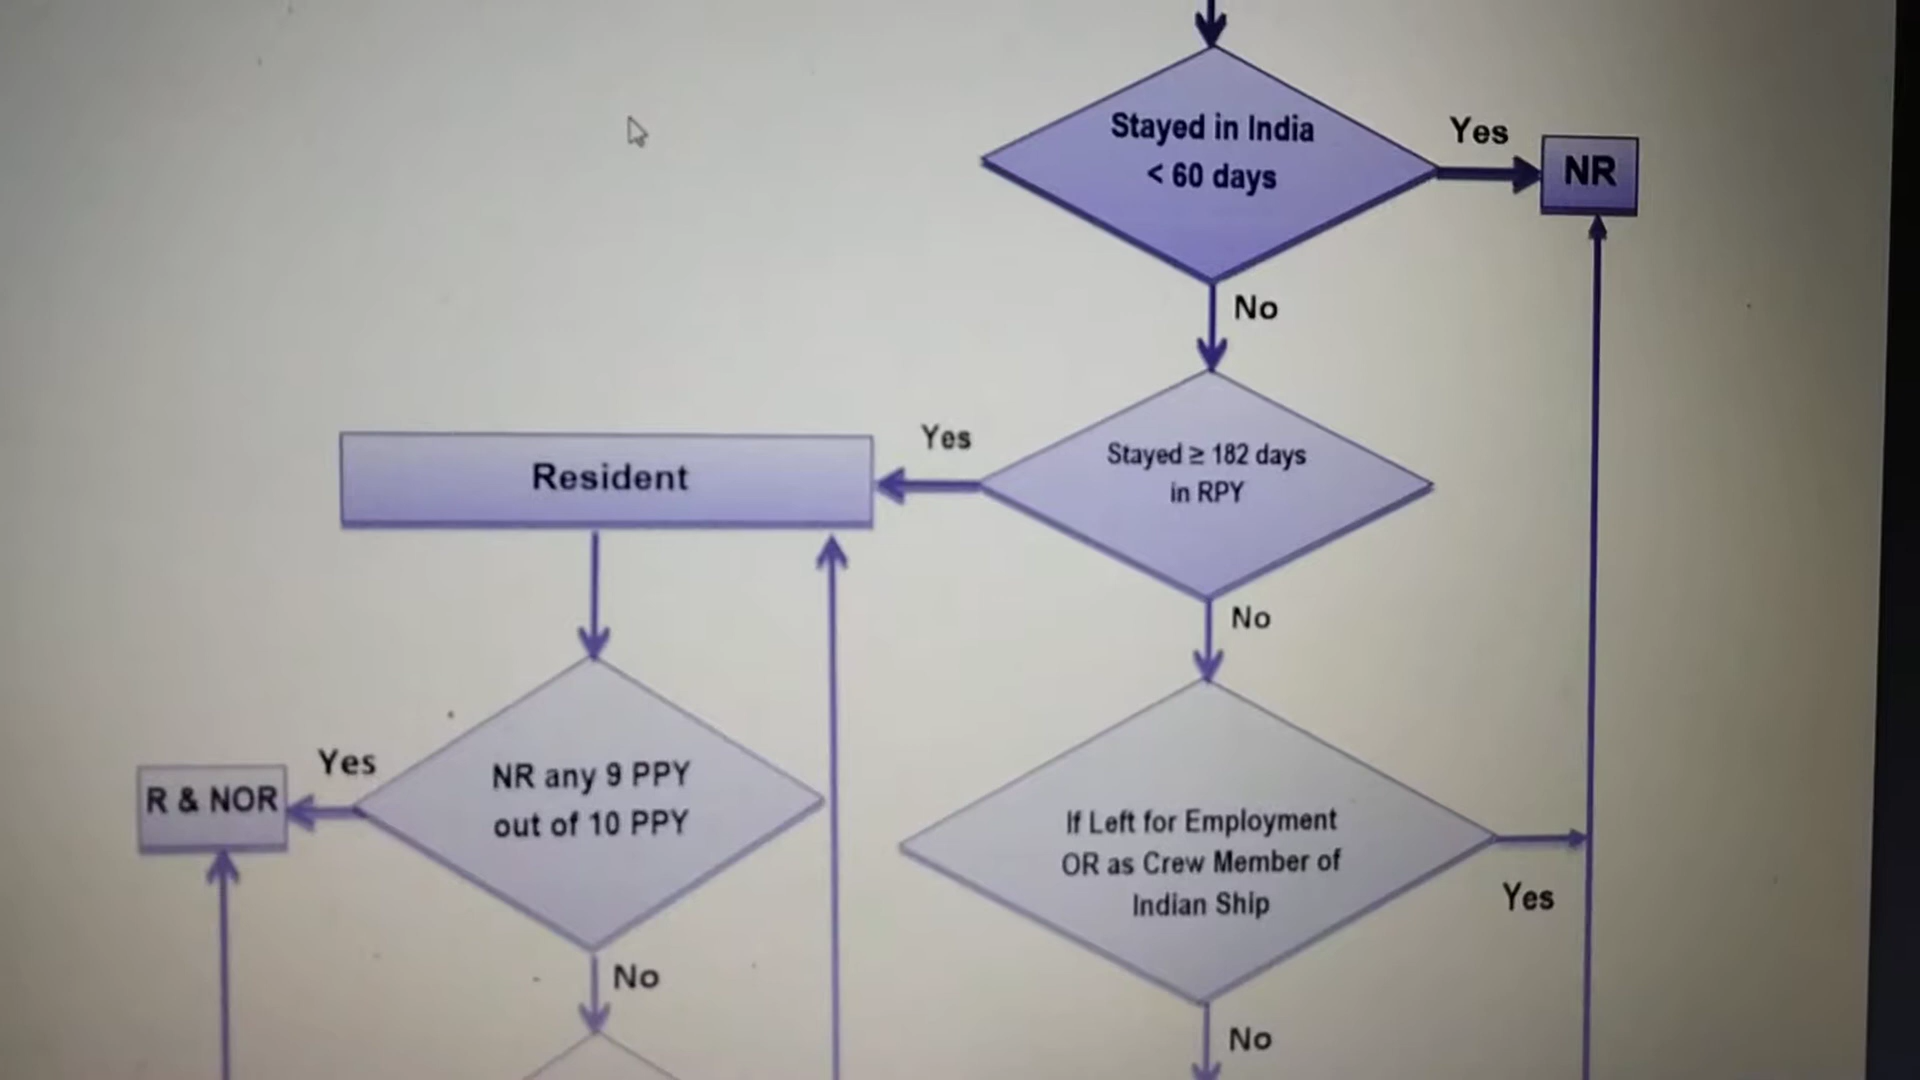 Stayed in India
< 60 days
Yes
NR
No
Stayed ≥ 182 days
in RPY
Yes
Resident
No
If Left for Employment
OR as Crew Member of
Indian Ship
Yes
No
NR any 9 PPY
out of 10 PPY
Yes
R & NOR
No